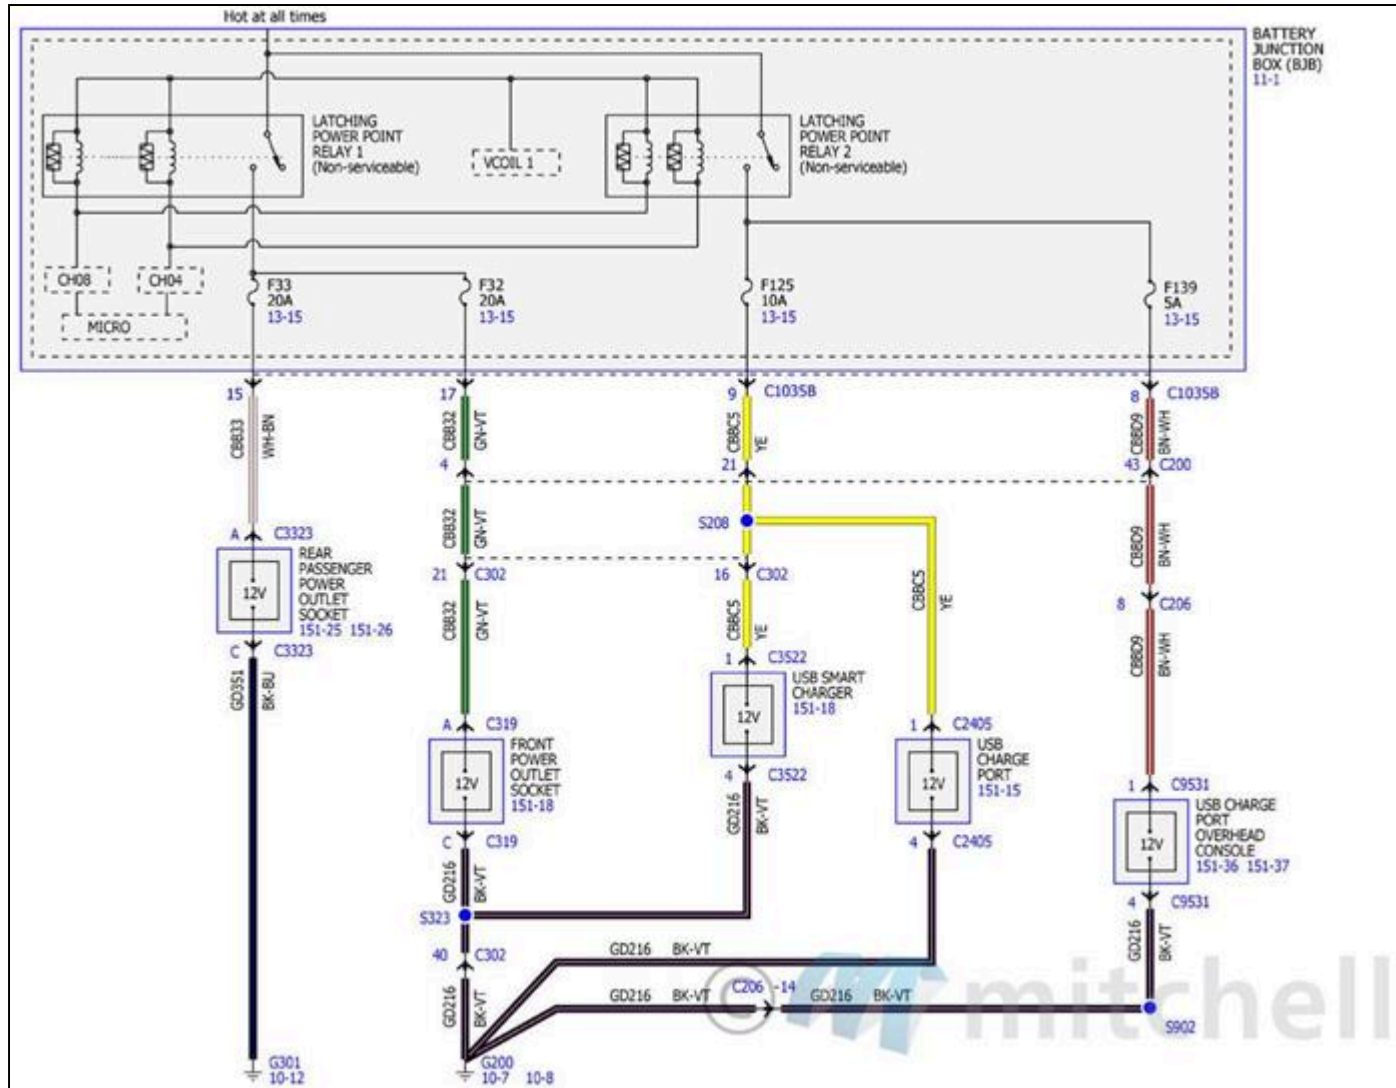 Hot at all times
BATTERY
JUNCTION
BOX (BJB)
11-1
LATCHING
POWER POINT
RELAY 1
(Non-serviceable)
VCOIL 1
LATCHING
POWER POINT
RELAY 2
(Non-serviceable)
CH08
CH04
MICRO
F33
20A
13-15
F32
20A
13-15
F125
10A
13-15
F139
5A
13-15
15
17
9
C1035B
8
C1035B
CBB33
WH-BN
CBB32
GN-VT
CBBC5
YE
CBBD9
BN-WH
4
21
43
C200
CBB32
GN-VT
S208
CBBD9
BN-WH
A
C3323
REAR
PASSENGER
POWER
OUTLET
SOCKET
151-25 151-26
12V
C
C3323
21
C302
16
C302
8
C206
CBB32
GN-VT
CBBC5
YE
CBBC5
YE
CBBD9
BN-WH
1
C3522
USB SMART
CHARGER
151-18
12V
4
C3522
GD351
BK-BU
A
C319
FRONT
POWER
OUTLET
SOCKET
151-18
12V
C
C319
1
C2405
USB
CHARGE
PORT
151-15
12V
4
C2405
1
C9531
USB CHARGE
PORT
OVERHEAD
CONSOLE
151-36 151-37
12V
4
C9531
GD216
BK-VT
GD216
BK-VT
GD216
BK-VT
S323
40
C302
GD216 BK-VT
GD216
BK-VT
GD216 BK-VT
C206 -14
GD216 BK-VT
S902
© mitchell
G301
10-12
G200
10-7 10-8